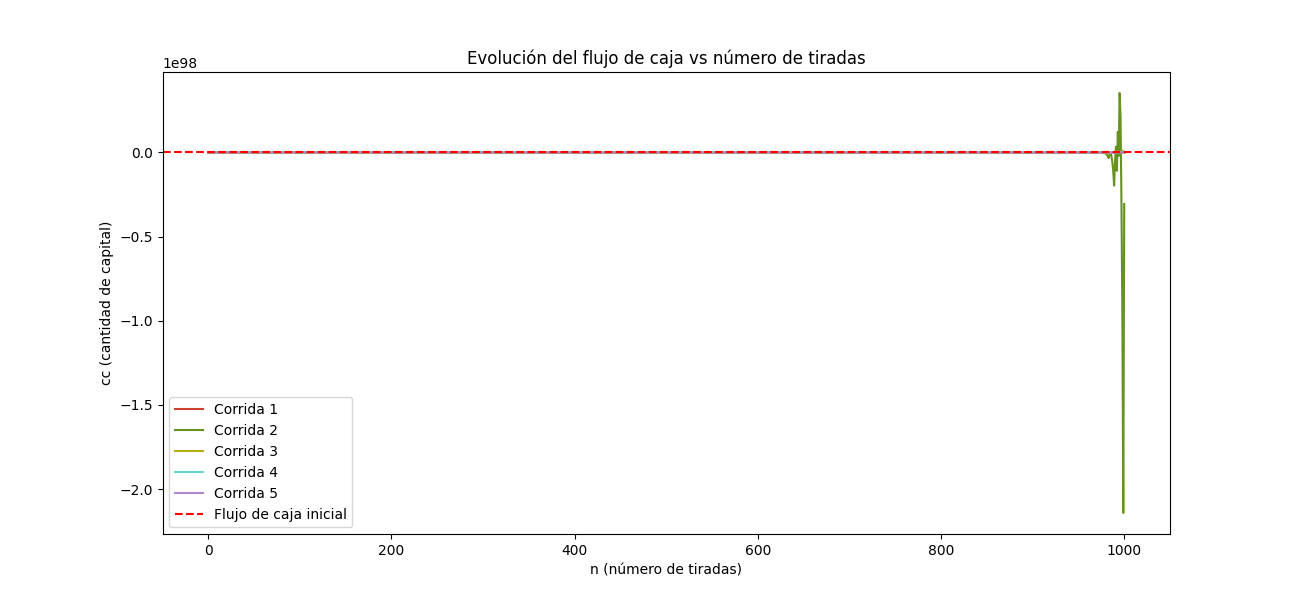 Evolución del flujo de caja vs número de tiradas
1e98
0.0
−0.5
−1.0
−1.5
−2.0
cc (cantidad de capital)
Corrida 1
Corrida 2
Corrida 3
Corrida 4
Corrida 5
Flujo de caja inicial
0 200 400 600 800 1000
n (número de tiradas)